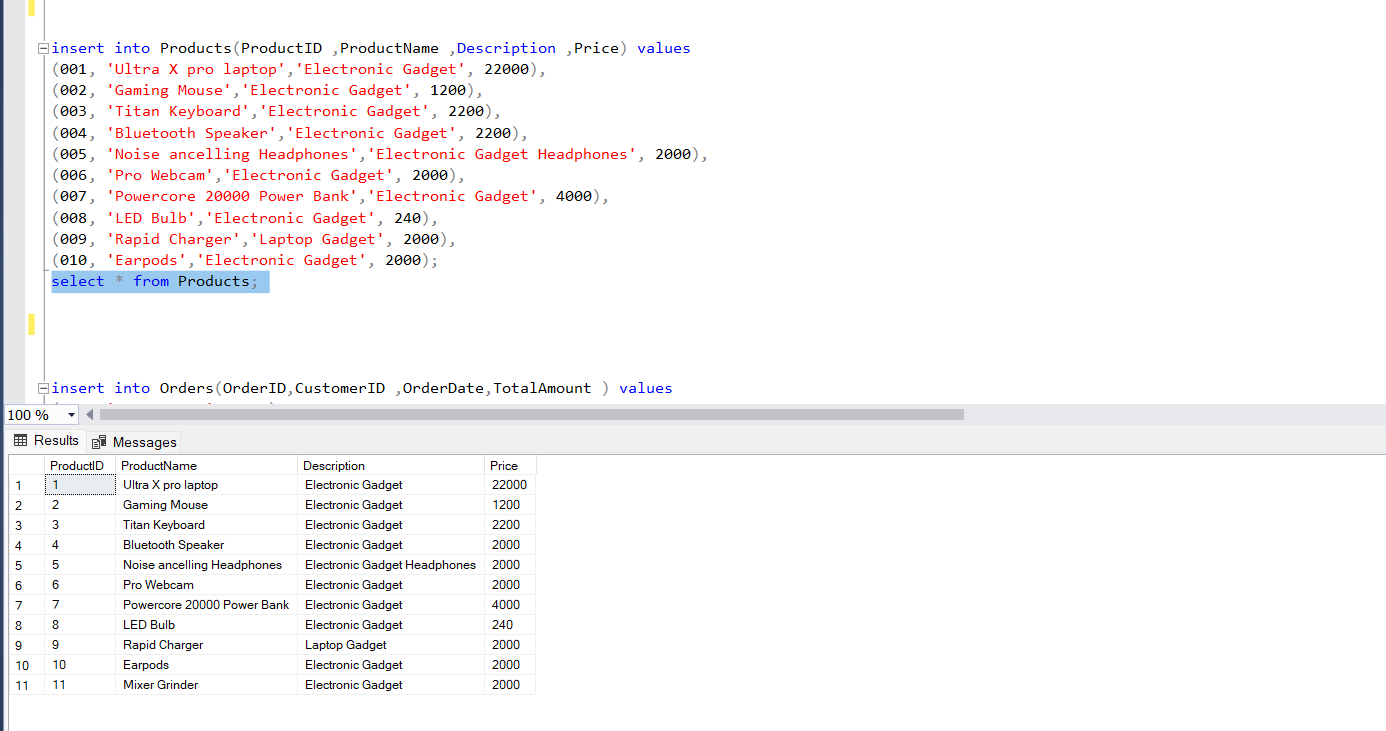 insert into Products(ProductID ,ProductName ,Description ,Price) values
(001, 'Ultra X pro laptop','Electronic Gadget', 22000),
(002, 'Gaming Mouse','Electronic Gadget', 1200),
(003, 'Titan Keyboard','Electronic Gadget', 2200),
(004, 'Bluetooth Speaker','Electronic Gadget', 2200),
(005, 'Noise ancelling Headphones','Electronic Gadget Headphones', 2000),
(006, 'Pro Webcam','Electronic Gadget', 2000),
(007, 'Powercore 20000 Power Bank','Electronic Gadget', 4000),
(008, 'LED Bulb','Electronic Gadget', 240),
(009, 'Rapid Charger','Laptop Gadget', 2000),
(010, 'Earpods','Electronic Gadget', 2000);
select * from Products;
insert into Orders(OrderID,CustomerID ,OrderDate,TotalAmount ) values
100 %
Results Messages
ProductID ProductName Description Price
1 1 Ultra X pro laptop Electronic Gadget 22000
2 2 Gaming Mouse Electronic Gadget 1200
3 3 Titan Keyboard Electronic Gadget 2200
4 4 Bluetooth Speaker Electronic Gadget 2000
5 5 Noise ancelling Headphones Electronic Gadget Headphones 2000
6 6 Pro Webcam Electronic Gadget 2000
7 7 Powercore 20000 Power Bank Electronic Gadget 4000
8 8 LED Bulb Electronic Gadget 240
9 9 Rapid Charger Laptop Gadget 2000
10 10 Earpods Electronic Gadget 2000
11 11 Mixer Grinder Electronic Gadget 2000